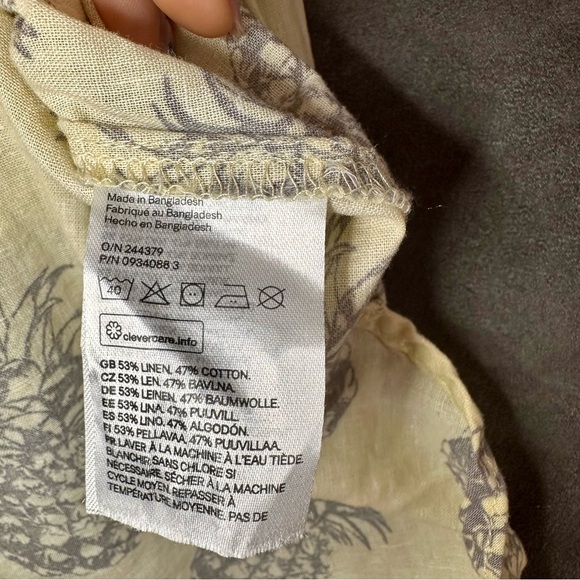 Made in Bangladesh
Fabriqué au Bangladesh
Hecho en Bangladesh
O/N 244379
P/N 0934088 3
40
clevercare.info
GB 53% LINEN, 47% COTTON.
CZ 53% LEN, 47% BAVLNA.
DE 53% LEINEN, 47% BAUMWOLLE.
EE 53% LINA, 47% PUUVILL.
ES 53% LINO, 47% ALGODÓN.
FI 53% PELLAVAA, 47% PUUVILLAA.
FR LAVER À LA MACHINE À L'EAU TIÈDE.
BLANCHIR SANS CHLORE SI
NÉCESSAIRE. SÉCHER À LA MACHINE
CYCLE MOYEN. REPASSER À
TEMPÉRATURE MOYENNE. PAS DE